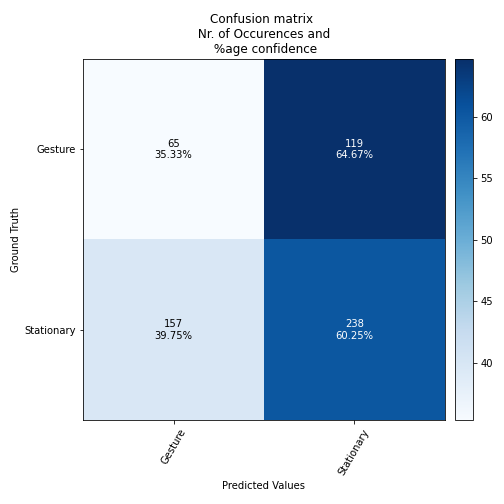 Confusion matrix
Nr. of Occurences and
%age confidence
Gesture
65
35.33%
119
64.67%
Stationary
157
39.75%
238
60.25%
Ground Truth
Gesture
Stationary
Predicted Values
60
55
50
45
40